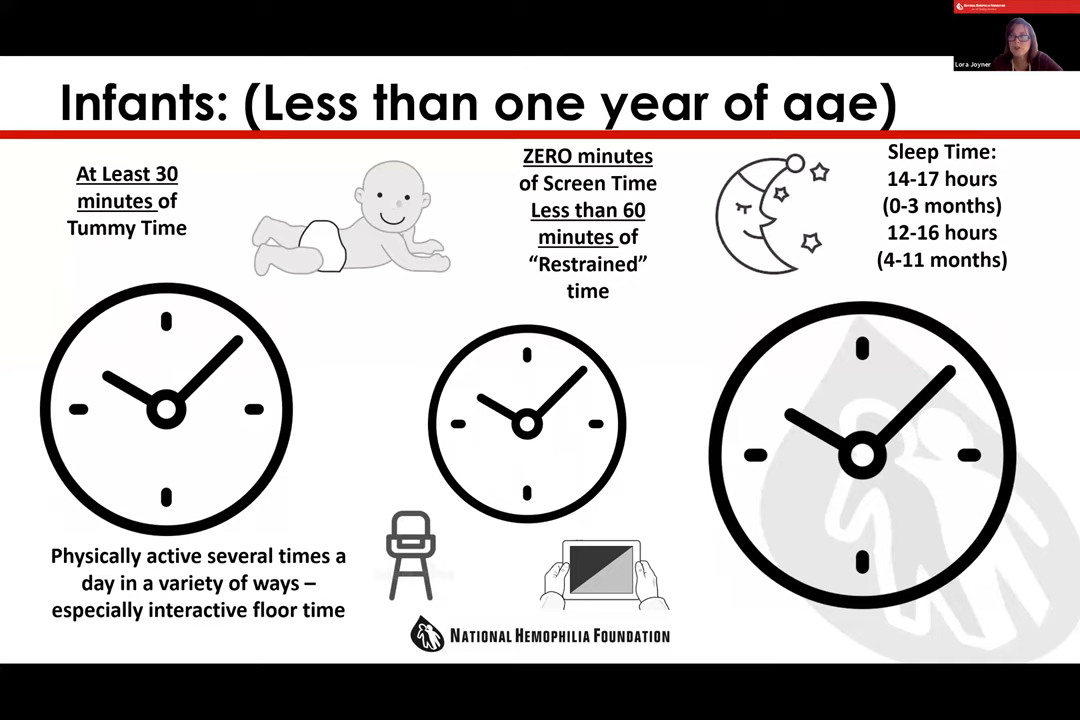 NATIONAL HEMOPHILIA FOUNDATION
Lora Joyner
Infants: (Less than one year of age)
At Least 30
minutes of
Tummy Time
ZERO minutes
of Screen Time
Less than 60
minutes of
“Restrained”
time
Sleep Time:
14-17 hours
(0-3 months)
12-16 hours
(4-11 months)
Physically active several times a
day in a variety of ways –
especially interactive floor time
NATIONAL HEMOPHILIA FOUNDATION